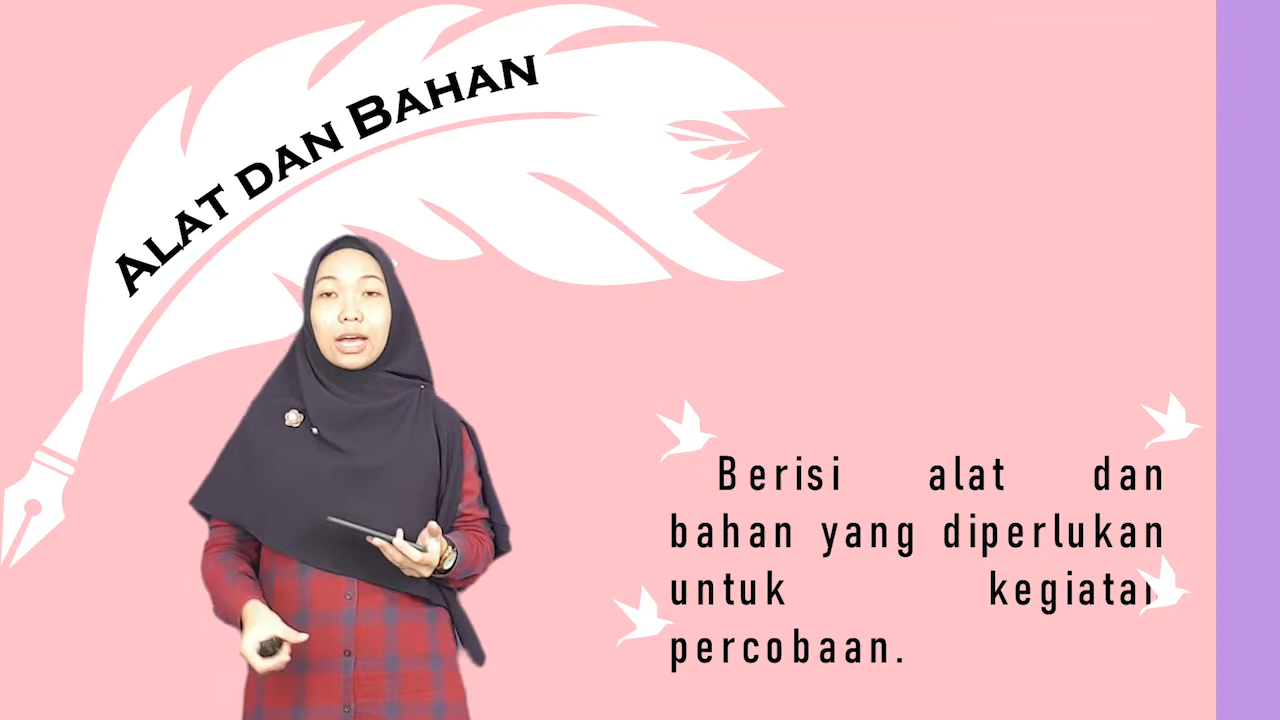 ALAT DAN BAHAN
Berisi alat dan
bahan yang diperlukan
untuk kegiatan
percobaan.